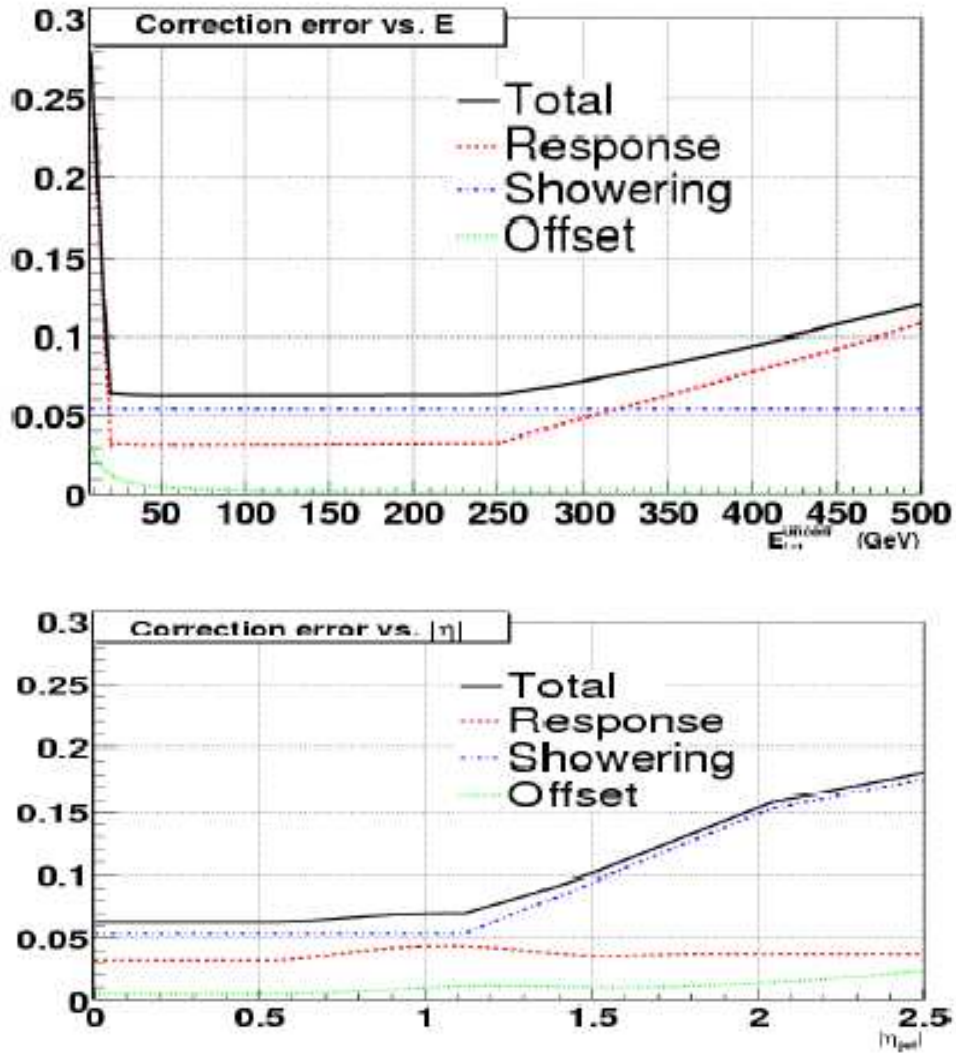 Correction error vs. E
0.3
0.25
0.2
0.15
0.1
0.05
0
Total
Response
Showering
Offset
50 100 150 200 250 300 350 400 450 500
E (GeV)
Correction error vs. |η|
0.3
0.25
0.2
0.15
0.1
0.05
0
Total
Response
Showering
Offset
0 0.5 1 1.5 2 2.5